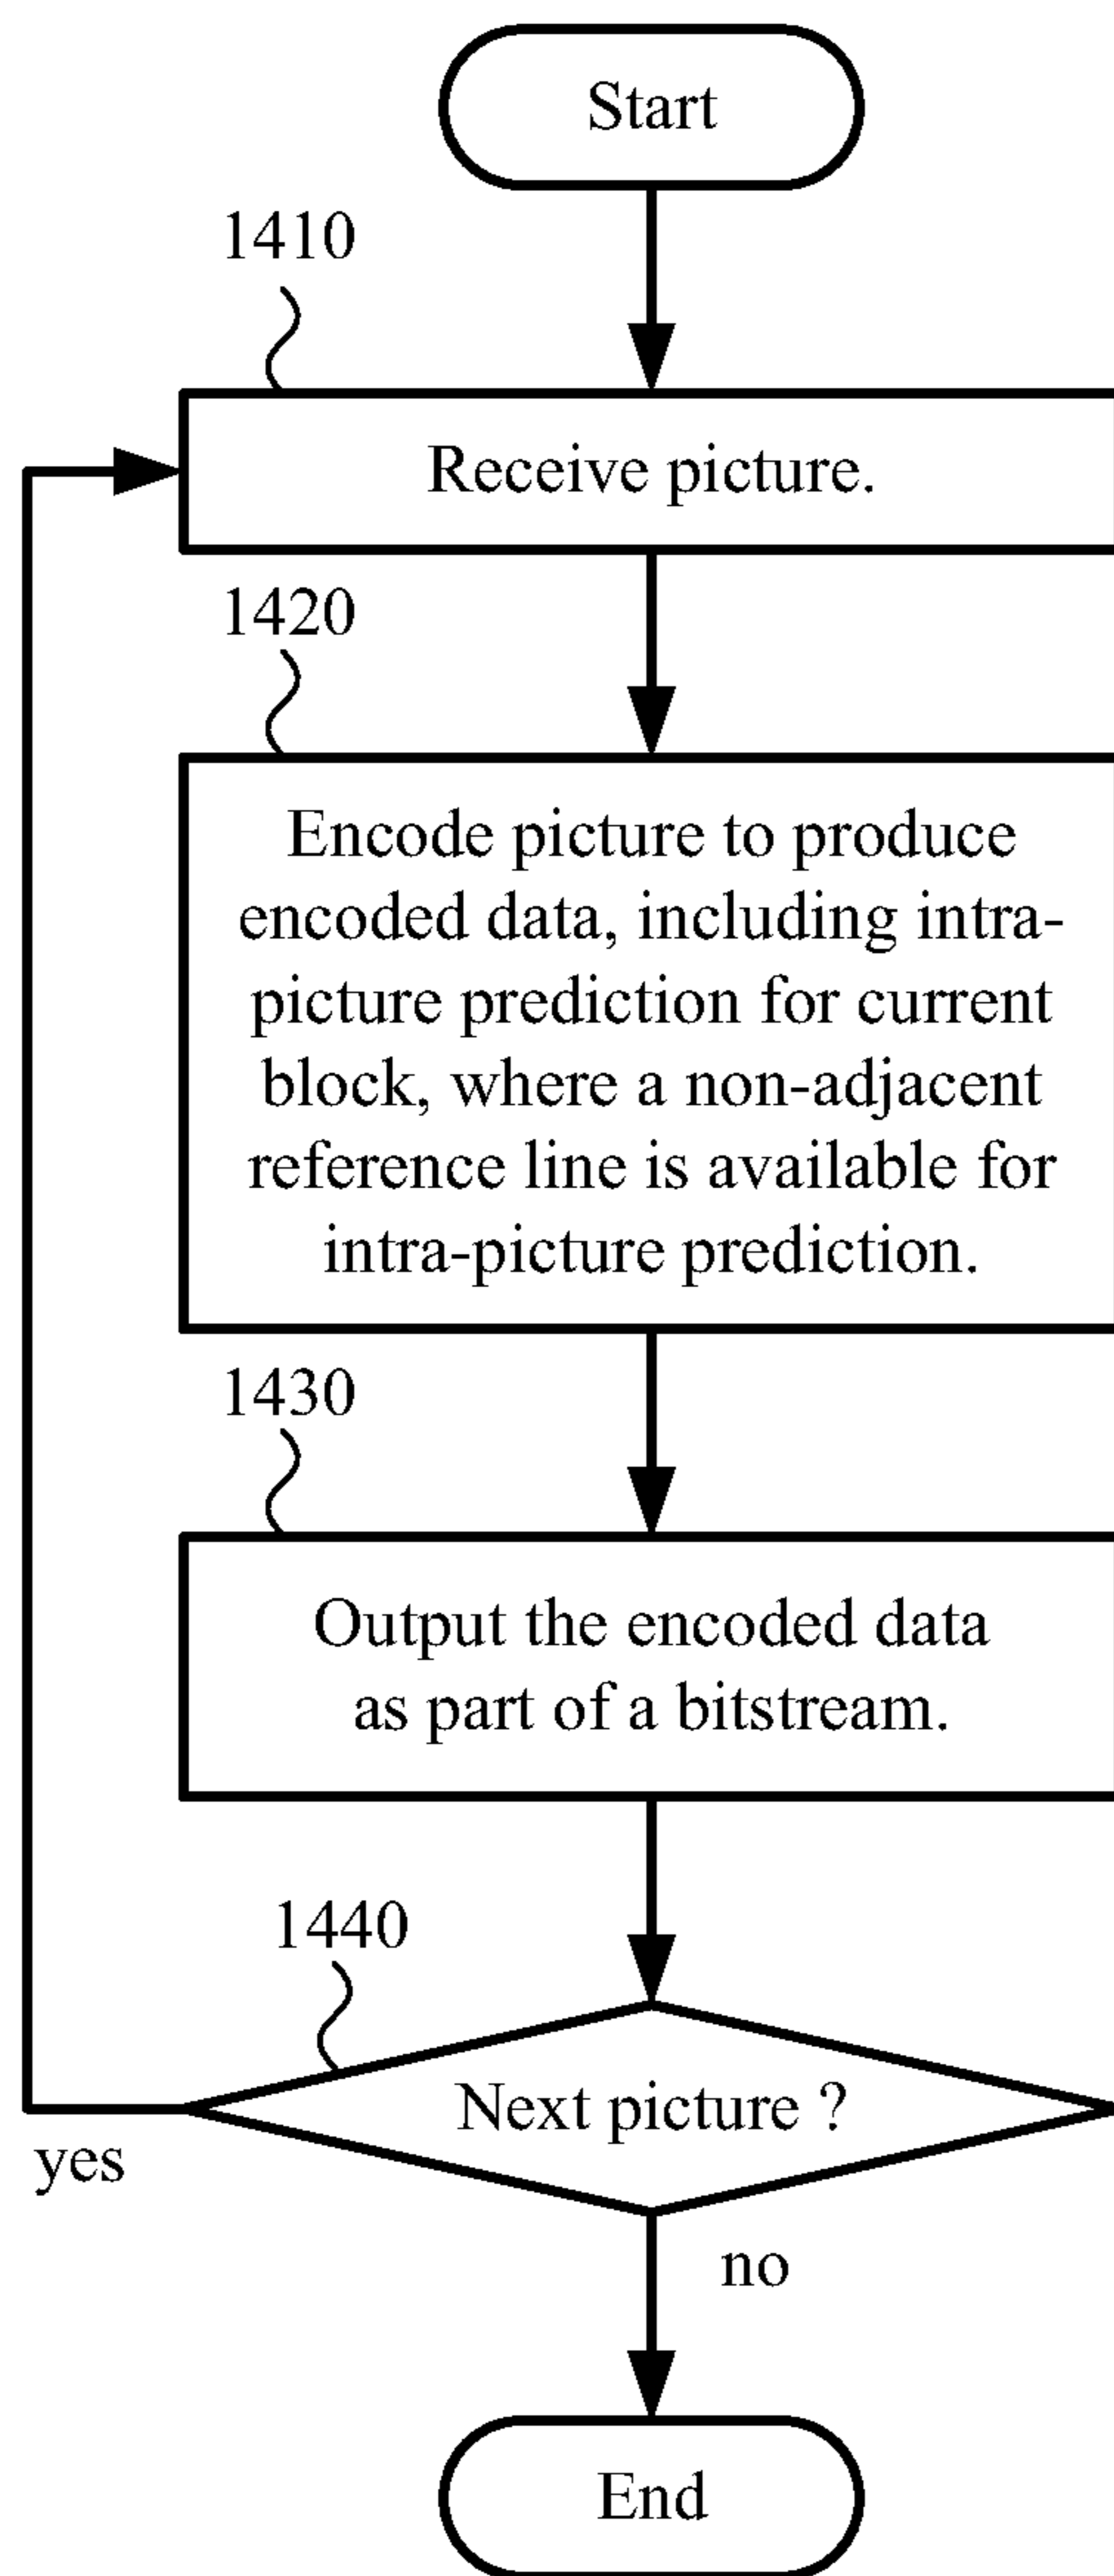 Start
1410
Receive picture.
1420
Encode picture to produce
encoded data, including intra-
picture prediction for current
block, where a non-adjacent
reference line is available for
intra-picture prediction.
1430
Output the encoded data
as part of a bitstream.
1440
Next picture ?
yes
no
End